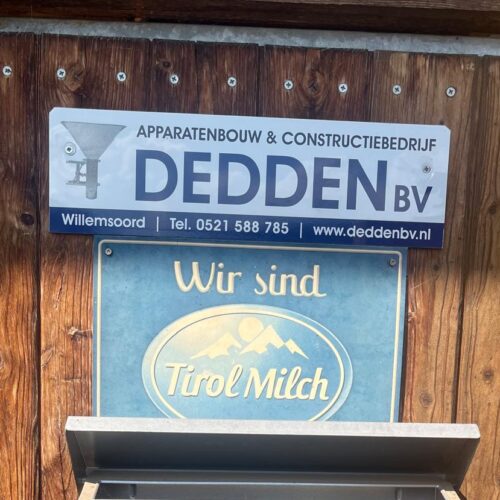 APPARATENBOUW & CONSTRUCTIEBEDRIJF
DEDDEN BV
Willemsoord | Tel. 0521 588 785 | www.deddenbv.nl
Wir sind
Tirol Milch